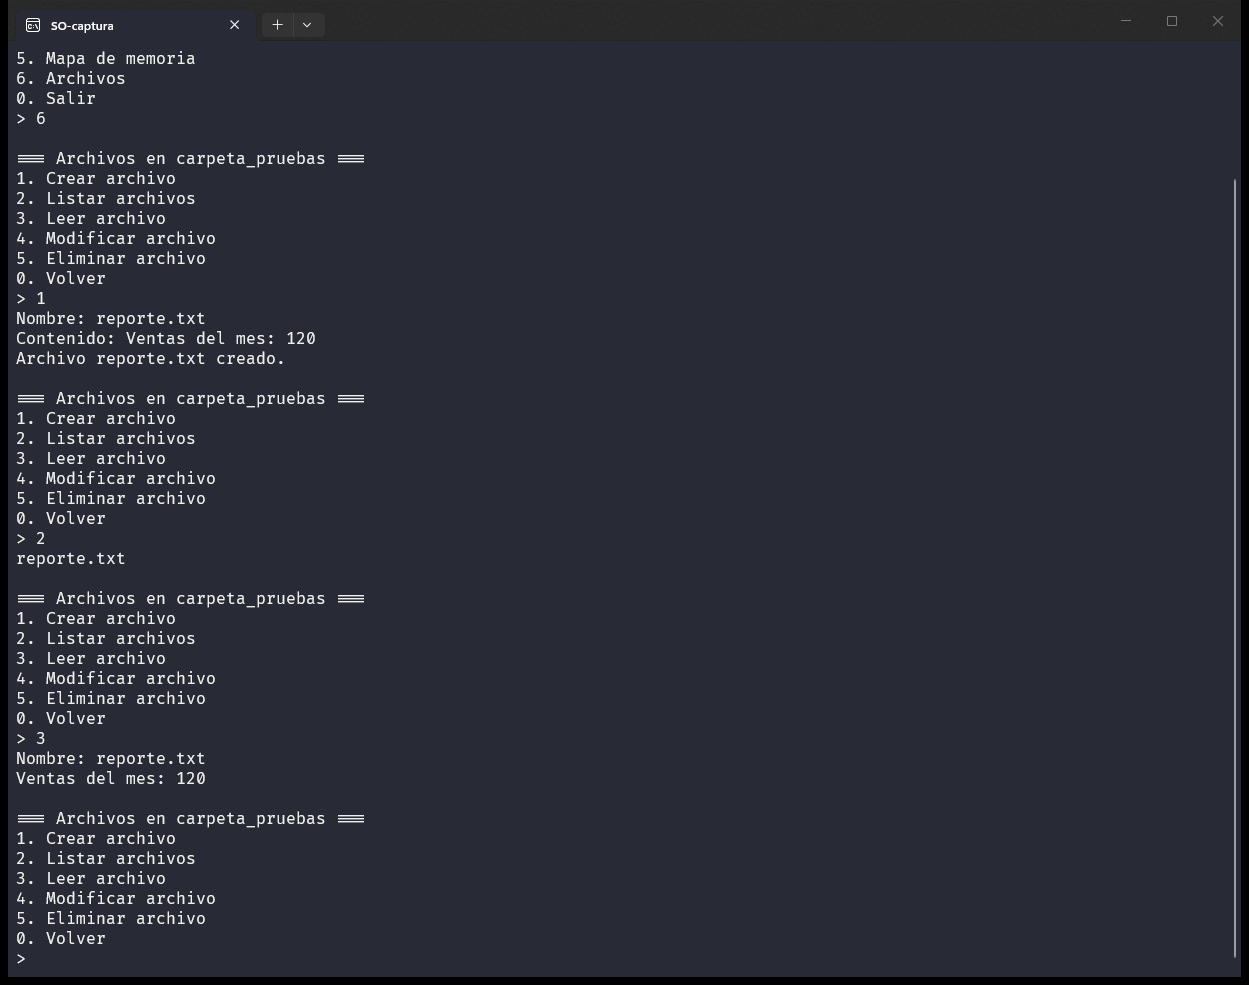 SO-captura
5. Mapa de memoria
6. Archivos
0. Salir
> 6
=== Archivos en carpeta_pruebas ===
1. Crear archivo
2. Listar archivos
3. Leer archivo
4. Modificar archivo
5. Eliminar archivo
0. Volver
> 1
Nombre: reporte.txt
Contenido: Ventas del mes: 120
Archivo reporte.txt creado.
=== Archivos en carpeta_pruebas ===
1. Crear archivo
2. Listar archivos
3. Leer archivo
4. Modificar archivo
5. Eliminar archivo
0. Volver
> 2
reporte.txt
=== Archivos en carpeta_pruebas ===
1. Crear archivo
2. Listar archivos
3. Leer archivo
4. Modificar archivo
5. Eliminar archivo
0. Volver
> 3
Nombre: reporte.txt
Ventas del mes: 120
=== Archivos en carpeta_pruebas ===
1. Crear archivo
2. Listar archivos
3. Leer archivo
4. Modificar archivo
5. Eliminar archivo
0. Volver
>